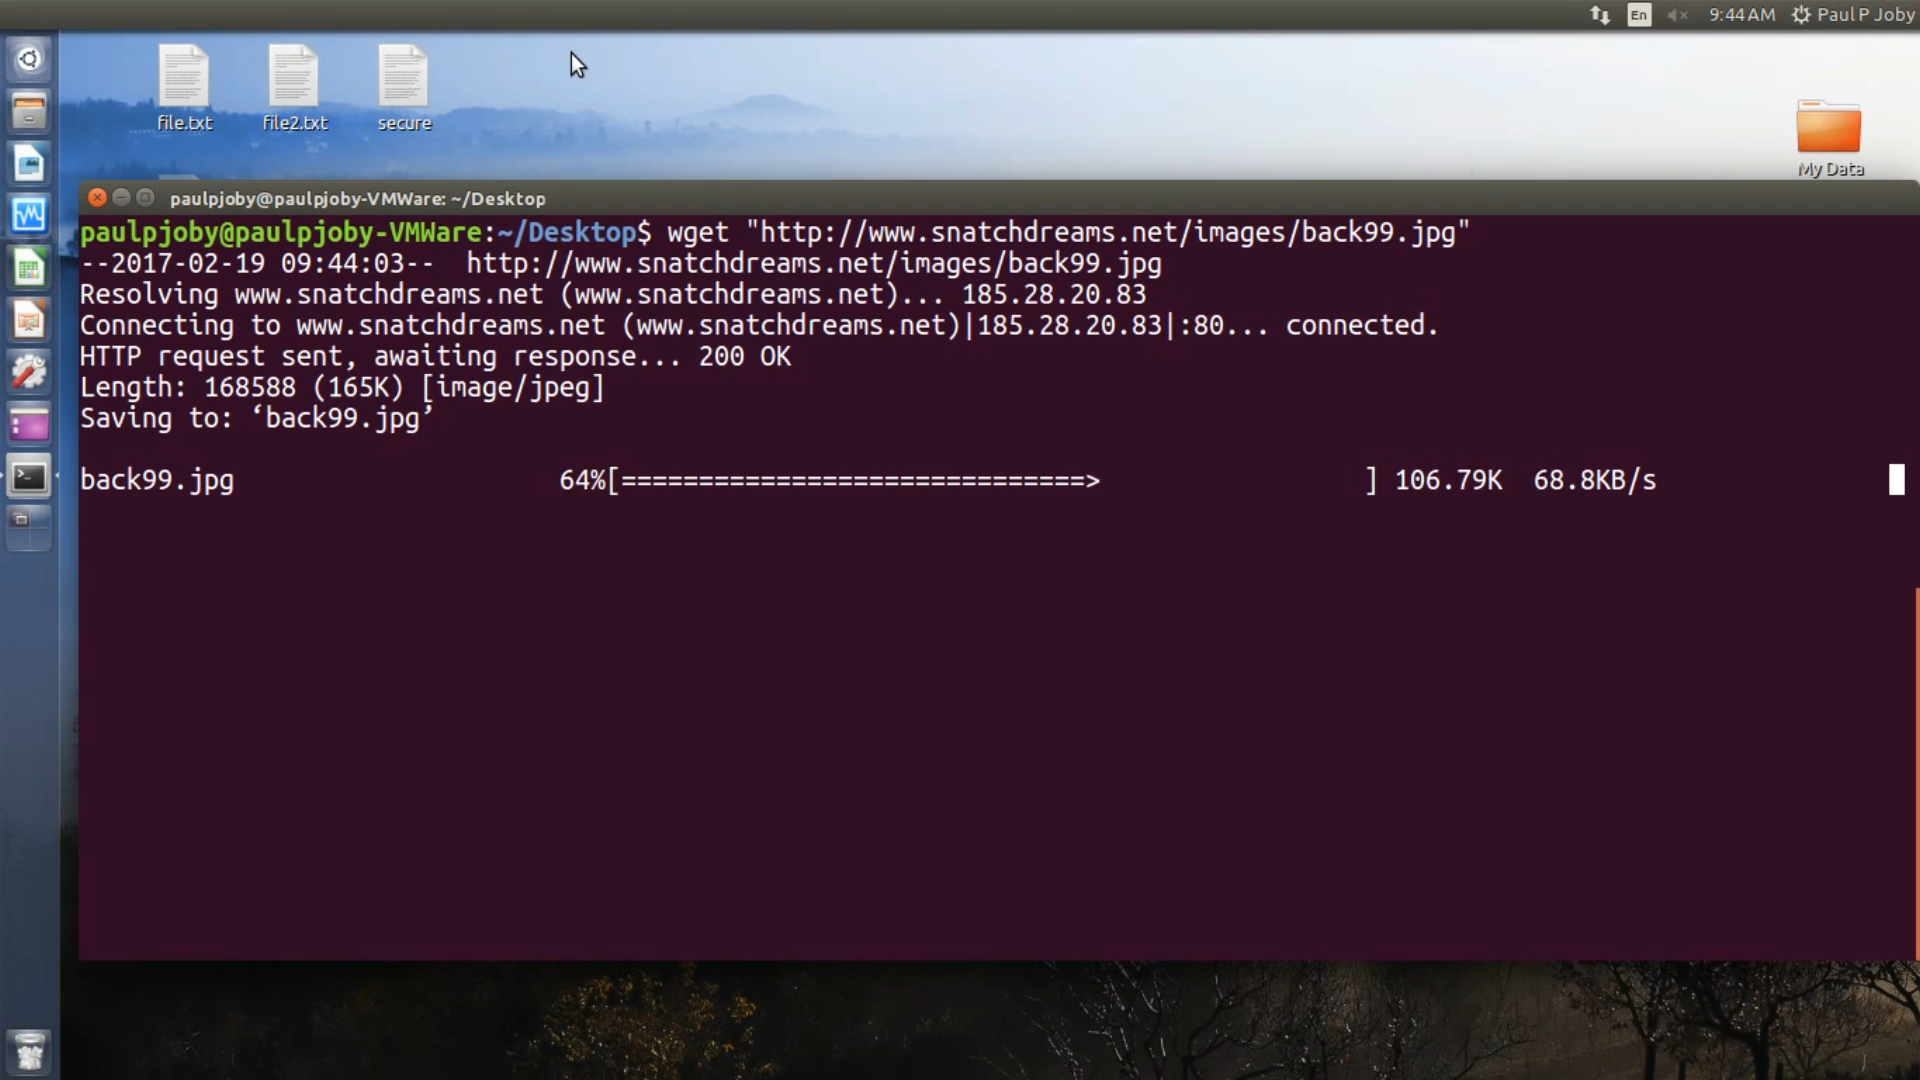 En 9:44 AM Paul P Joby
file.txt file2.txt secure
My Data
paulpjoby@paulpjoby-VMWare: ~/Desktop
paulpjoby@paulpjoby-VMWare:~/Desktop$ wget "http://www.snatchdreams.net/images/back99.jpg"
--2017-02-19 09:44:03--  http://www.snatchdreams.net/images/back99.jpg
Resolving www.snatchdreams.net (www.snatchdreams.net)... 185.28.20.83
Connecting to www.snatchdreams.net (www.snatchdreams.net)|185.28.20.83|:80... connected.
HTTP request sent, awaiting response... 200 OK
Length: 168588 (165K) [image/jpeg]
Saving to: ‘back99.jpg’
back99.jpg 64%[==============================> ] 106.79K 68.8KB/s